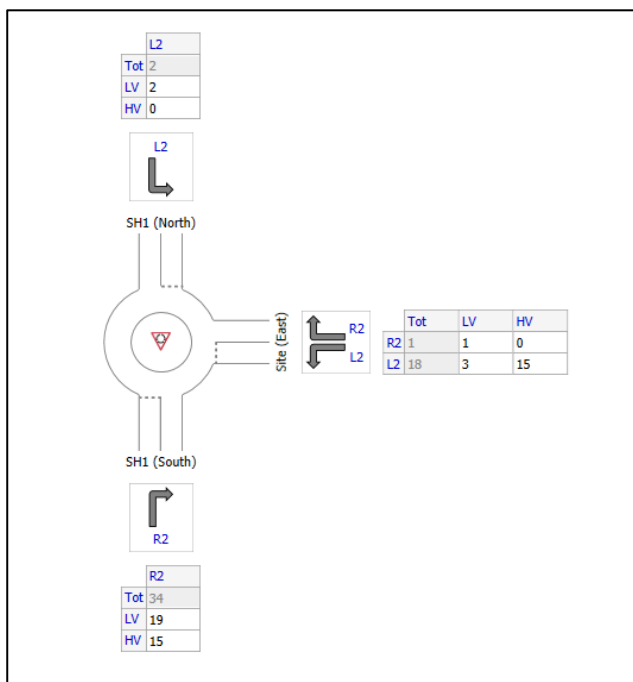 L2
Tot 2
LV 2
HV 0
L2
SH1 (North)
Site (East)
R2
L2
Tot LV HV
R2 1 1 0
L2 18 3 15
SH1 (South)
R2
R2
Tot 34
LV 19
HV 15